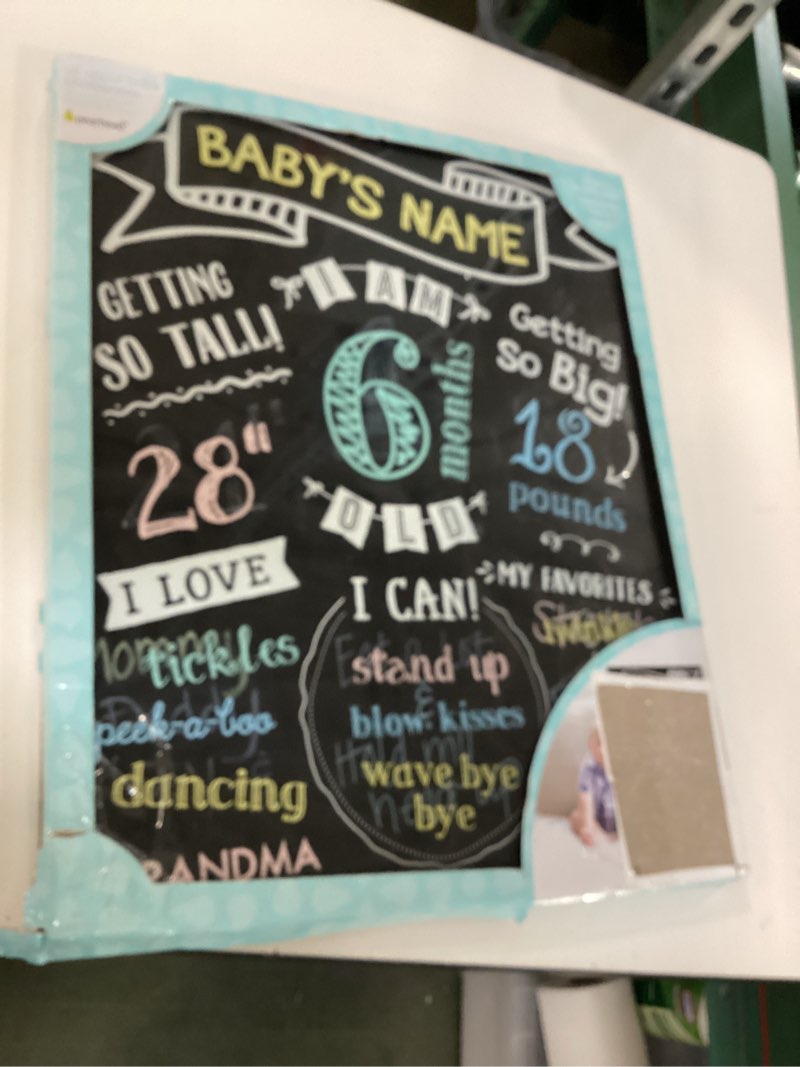 BABY'S NAME
GETTING
SO TALL!
28"
I AM
6
months
OLD
Getting
So Big!
18
pounds
I LOVE
tickles
peek-a-boo
dancing
GRANDMA
I CAN!
stand up
&
blow kisses
wave bye
bye
MY FAVORITES